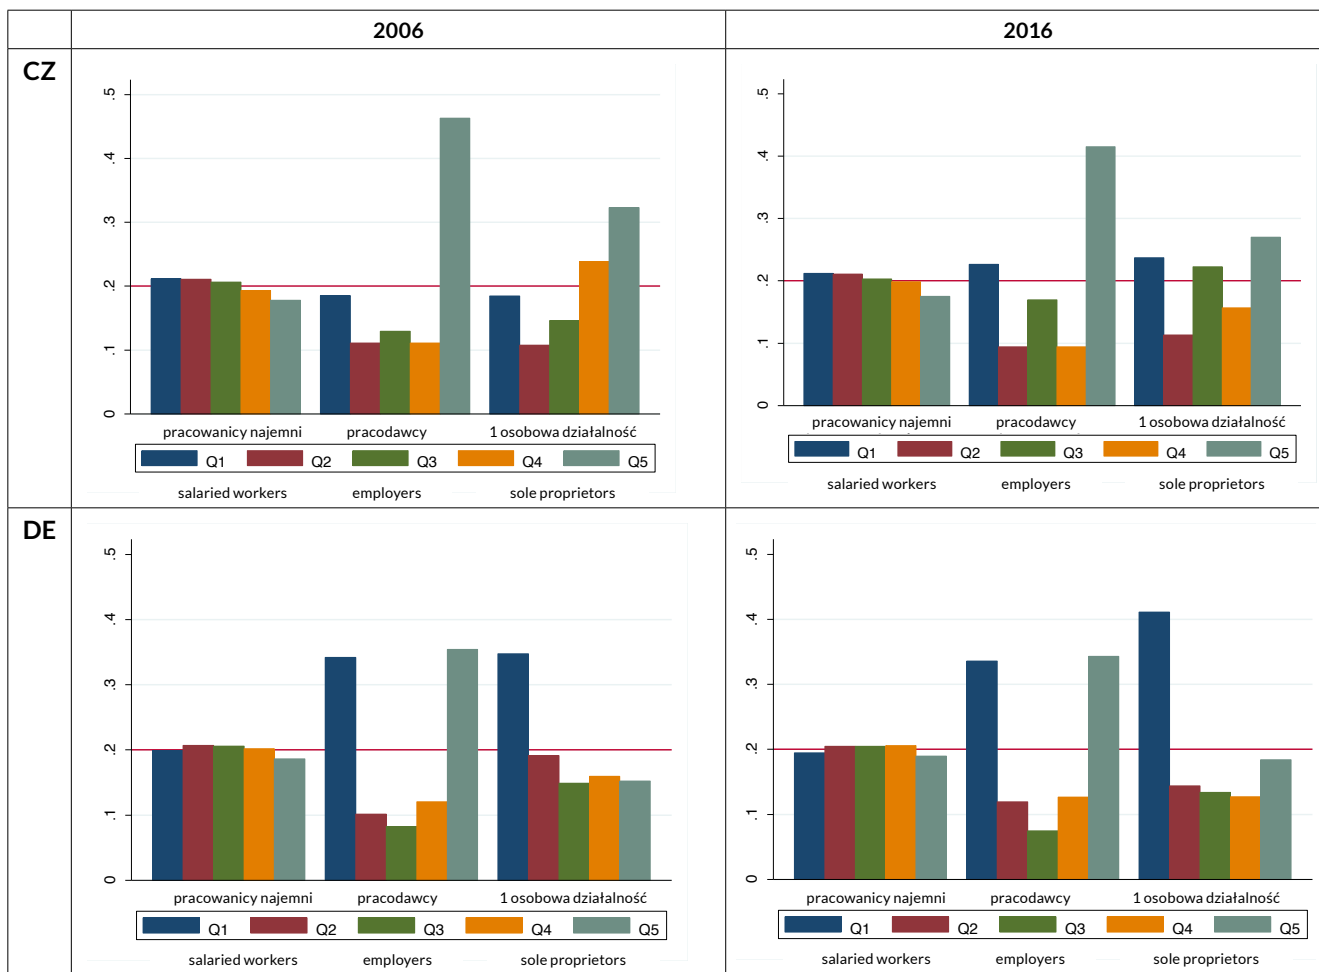 2006 2016
CZ
.5
.4
.3
.2
.1
0
pracowanicy najemni pracodawcy 1 osobowa działalność
Q1 Q2 Q3 Q4 Q5
salaried workers employers sole proprietors
.5
.4
.3
.2
.1
0
pracowanicy najemni pracodawcy 1 osobowa działalność
Q1 Q2 Q3 Q4 Q5
salaried workers employers sole proprietors
DE
.5
.4
.3
.2
.1
0
pracowanicy najemni pracodawcy 1 osobowa działalność
Q1 Q2 Q3 Q4 Q5
salaried workers employers sole proprietors
.5
.4
.3
.2
.1
0
pracowanicy najemni pracodawcy 1 osobowa działalność
Q1 Q2 Q3 Q4 Q5
salaried workers employers sole proprietors